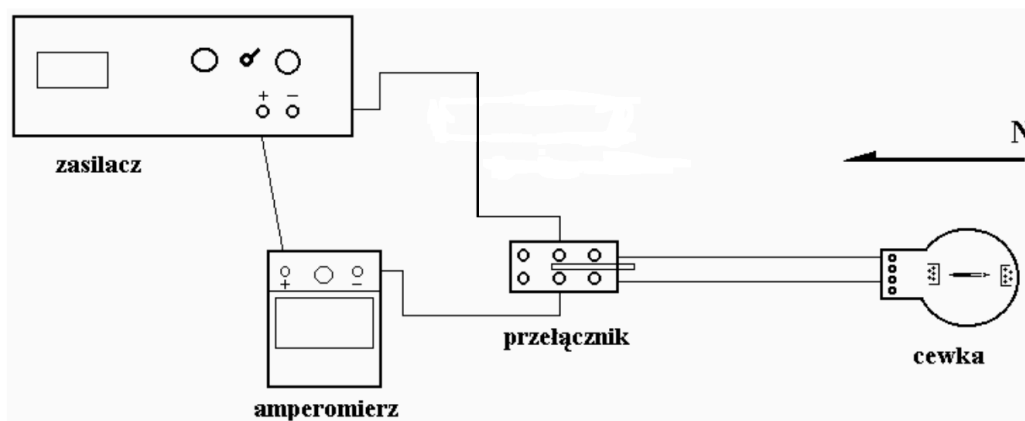 + −
zasilacz
N
+ −
przełącznik
cewka
amperomierz